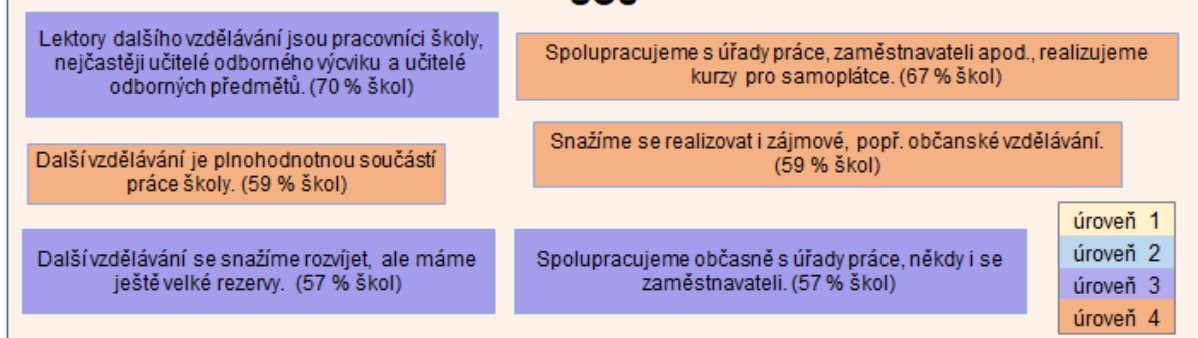 Lektory dalšího vzdělávání jsou pracovníci školy,
nejčastěji učitelé odborného výcviku a učitelé
odborných předmětů. (70 % škol)
Spolupracujeme s úřady práce, zaměstnavateli apod., realizujeme
kurzy pro samoplátce. (67 % škol)
Další vzdělávání je plnohodnotnou součástí
práce školy. (59 % škol)
Snažíme se realizovat i zájmové, popř. občanské vzdělávání.
(59 % škol)
Další vzdělávání se snažíme rozvíjet, ale máme
ještě velké rezervy. (57 % škol)
Spolupracujeme občasně s úřady práce, někdy i se
zaměstnavateli. (57 % škol)
úroveň 1
úroveň 2
úroveň 3
úroveň 4